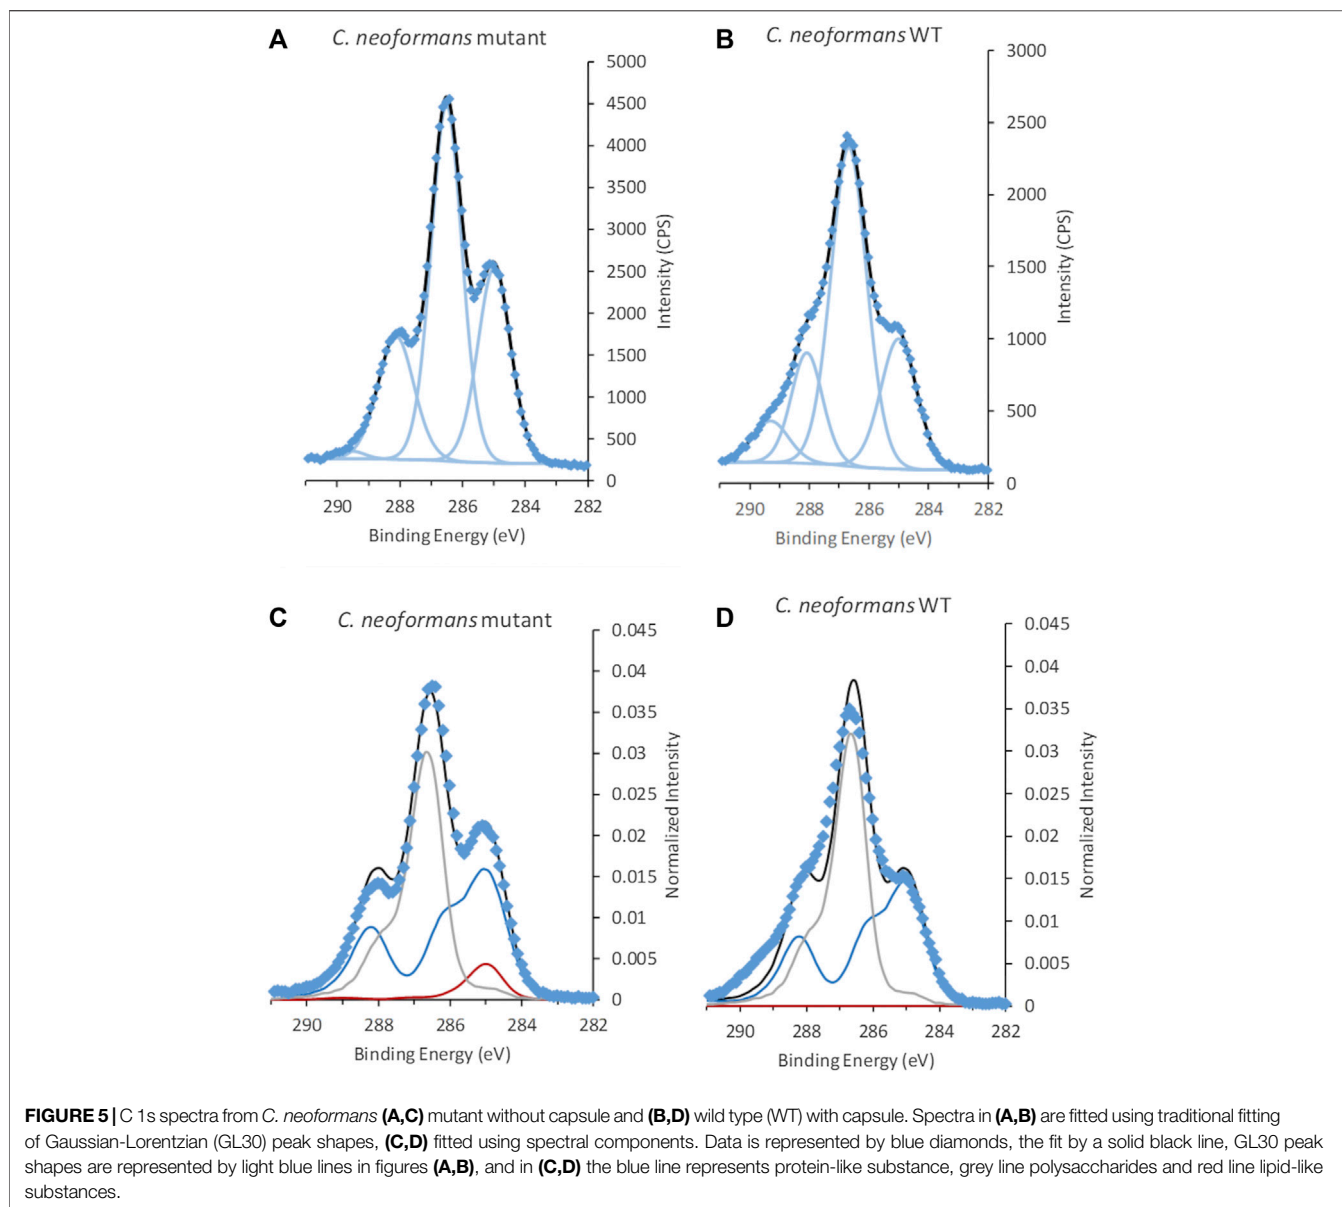 A
C. neoformans mutant
5000
4500
4000
3500
3000
2500
2000
1500
1000
500
0
Intensity (CPS)
290
288
286
284
282
Binding Energy (eV)
B
C. neoformans WT
3000
2500
2000
1500
1000
500
0
Intensity (CPS)
290
288
286
284
282
Binding Energy (eV)
C
C. neoformans mutant
0.045
0.04
0.035
0.03
0.025
0.02
0.015
0.01
0.005
0
Normalized Intensity
290
288
286
284
282
Binding Energy (eV)
D
C. neoformans WT
0.045
0.04
0.035
0.03
0.025
0.02
0.015
0.01
0.005
0
Normalized Intensity
290
288
286
284
282
Binding Energy (eV)
FIGURE 5 | C 1s spectra from C. neoformans (A,C) mutant without capsule and (B,D) wild type (WT) with capsule. Spectra in (A,B) are fitted using traditional fitting
of Gaussian-Lorentzian (GL30) peak shapes, (C,D) fitted using spectral components. Data is represented by blue diamonds, the fit by a solid black line, GL30 peak
shapes are represented by light blue lines in figures (A,B), and in (C,D) the blue line represents protein-like substance, grey line polysaccharides and red line lipid-like
substances.